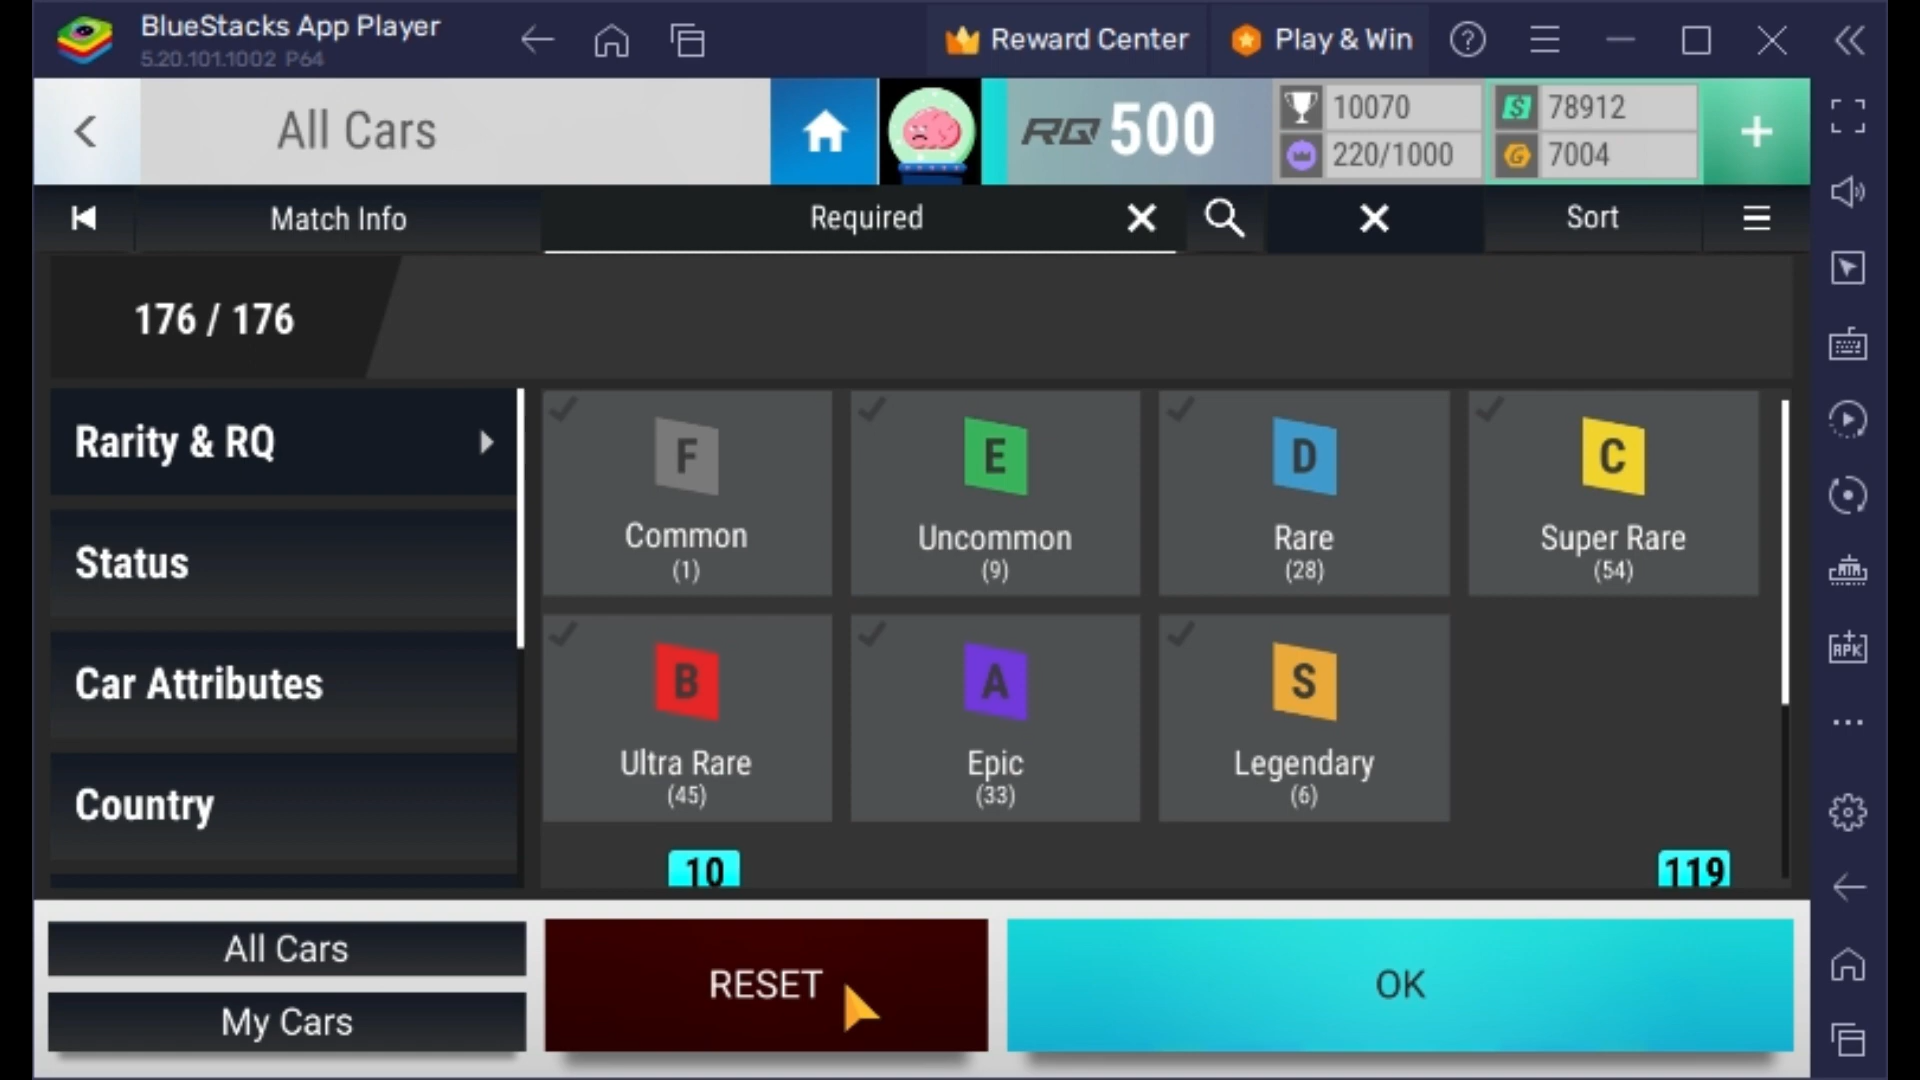 BlueStacks App Player
5.20.101.1002 P64
Reward Center
Play & Win
All Cars
RQ 500
10070
220/1000
78912
7004
Match Info
Required
Sort
176 / 176
Rarity & RQ
Status
Car Attributes
Country
F
Common
(1)
E
Uncommon
(9)
D
Rare
(28)
C
Super Rare
(54)
B
Ultra Rare
(45)
A
Epic
(33)
S
Legendary
(6)
10
119
All Cars
My Cars
RESET
OK
APK